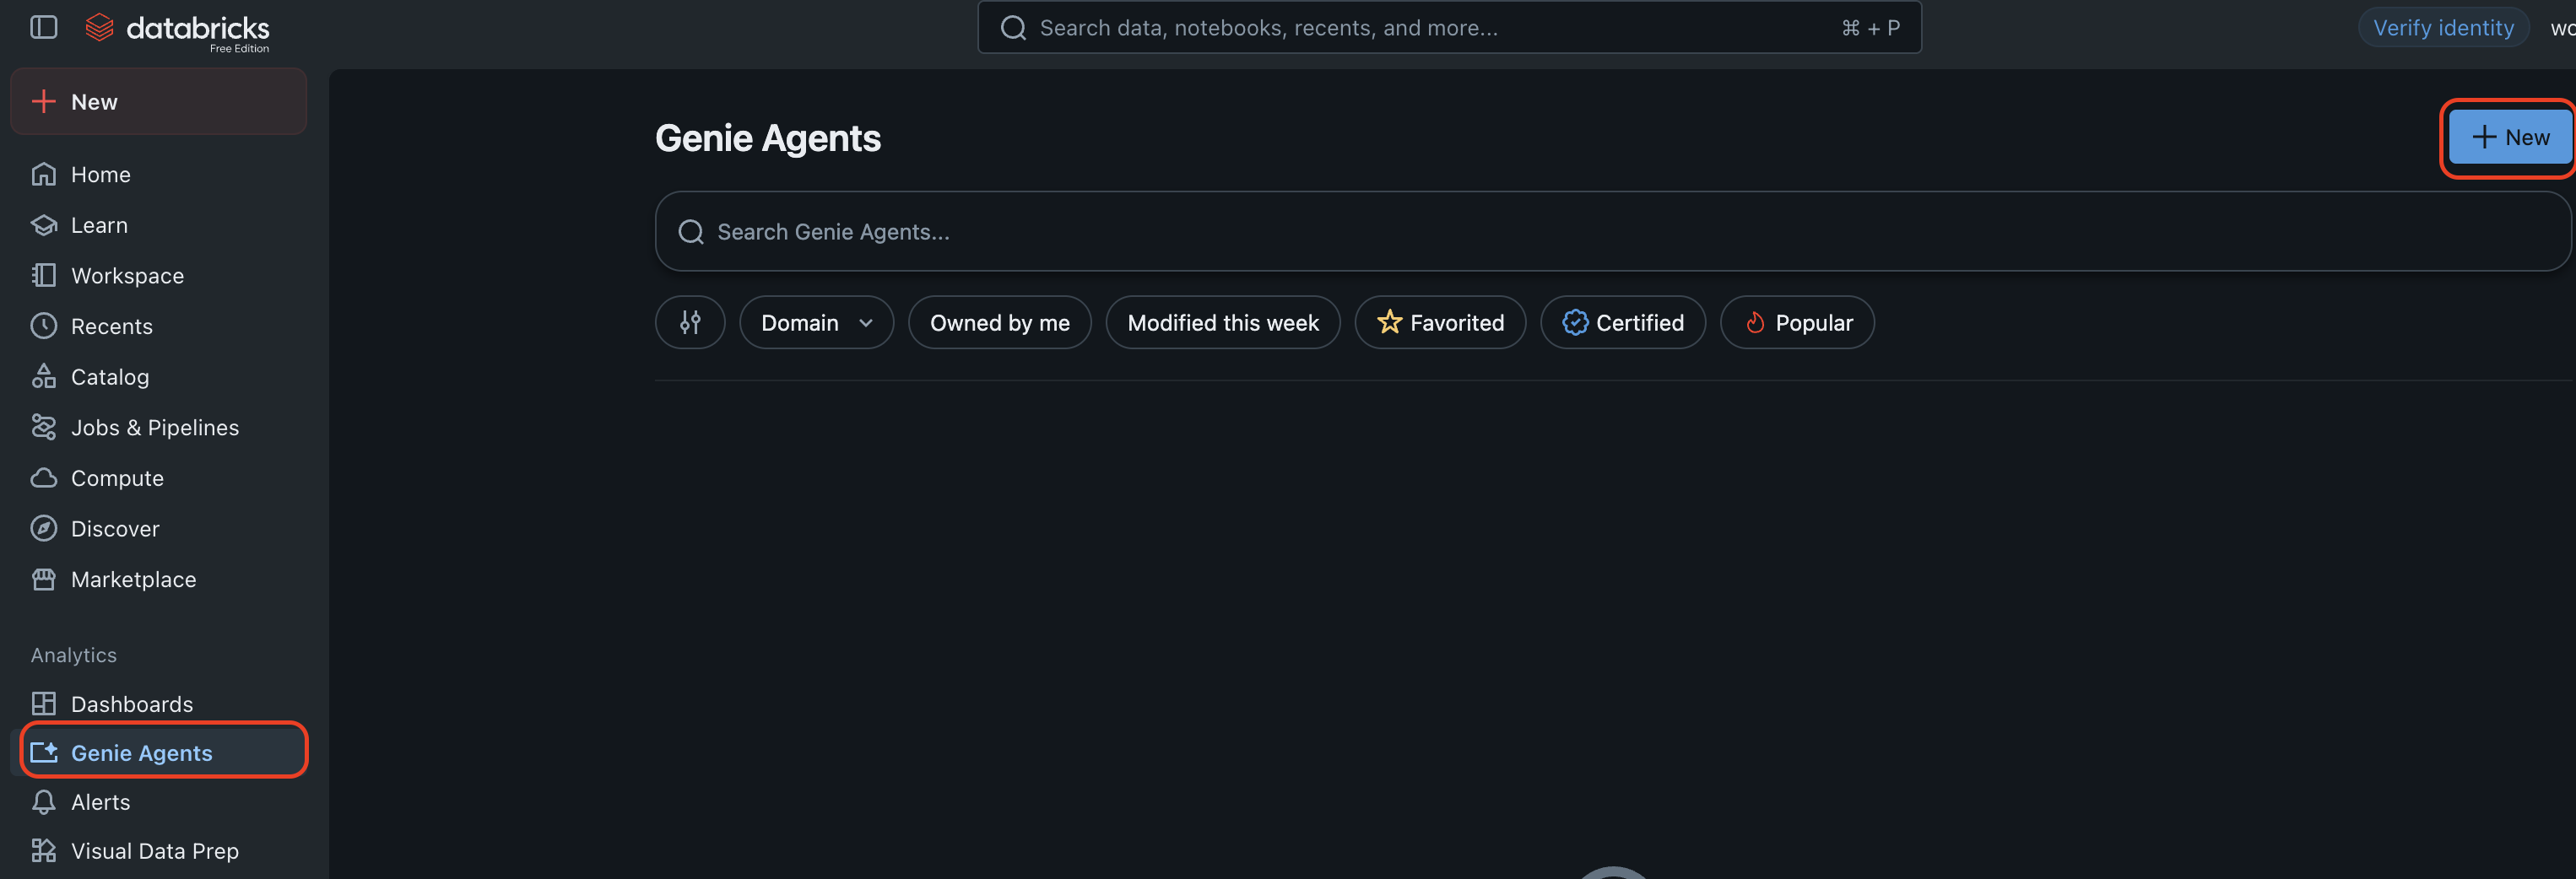 databricks
Free Edition
Search data, notebooks, recents, and more...
⌘ + P
Verify identity
New
Home
Learn
Workspace
Recents
Catalog
Jobs & Pipelines
Compute
Discover
Marketplace
Analytics
Dashboards
Genie Agents
Alerts
Visual Data Prep
Genie Agents
New
Search Genie Agents...
Domain
Owned by me
Modified this week
Favorited
Certified
Popular